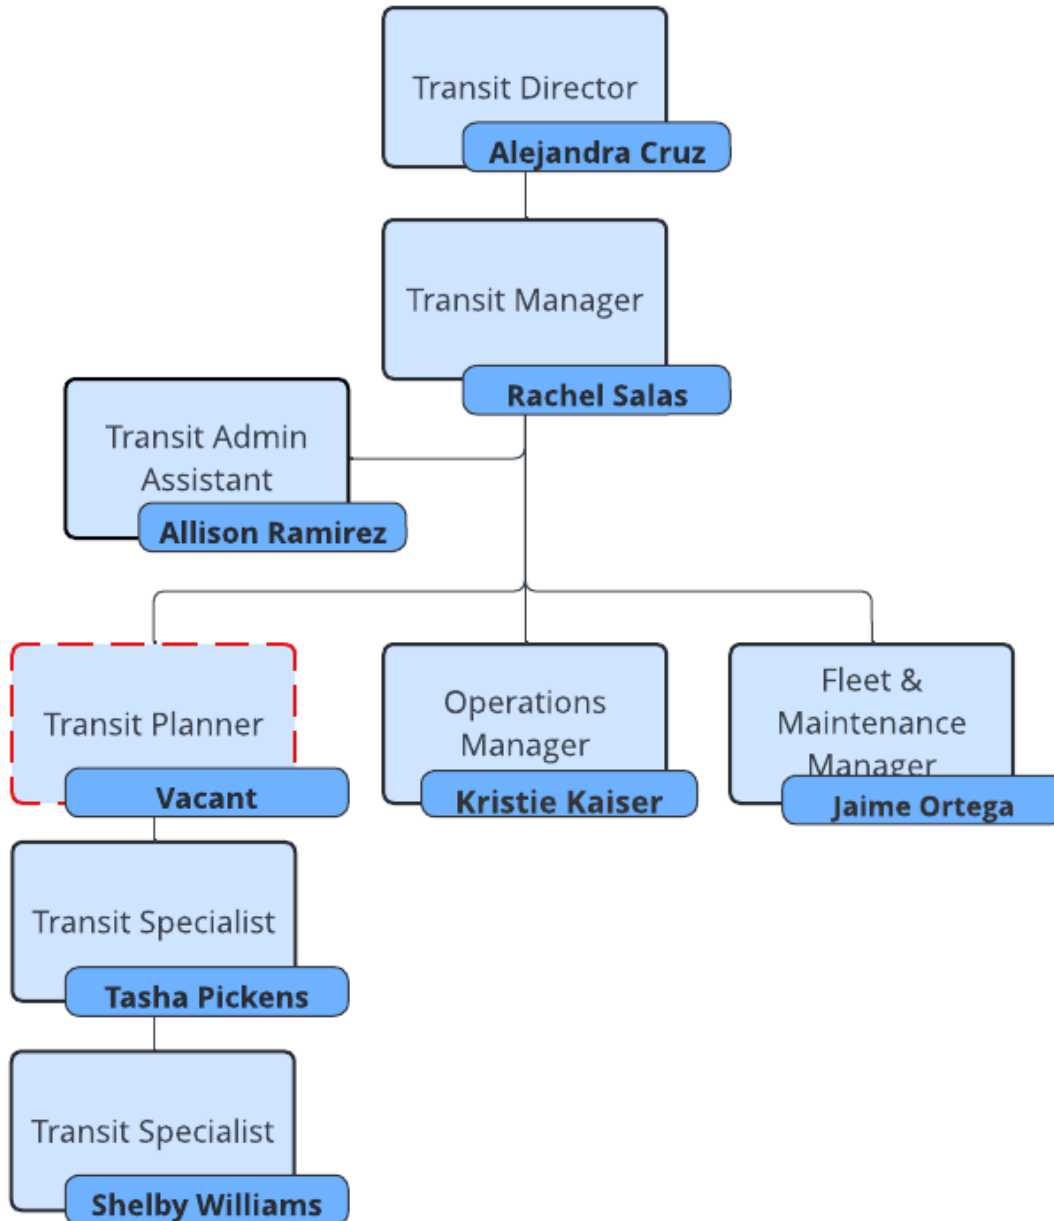 Transit Director
Alejandra Cruz
Transit Manager
Rachel Salas
Transit Admin
Assistant
Allison Ramirez
Transit Planner
Vacant
Operations
Manager
Kristie Kaiser
Fleet &
Maintenance
Manager
Jaime Ortega
Transit Specialist
Tasha Pickens
Transit Specialist
Shelby Williams